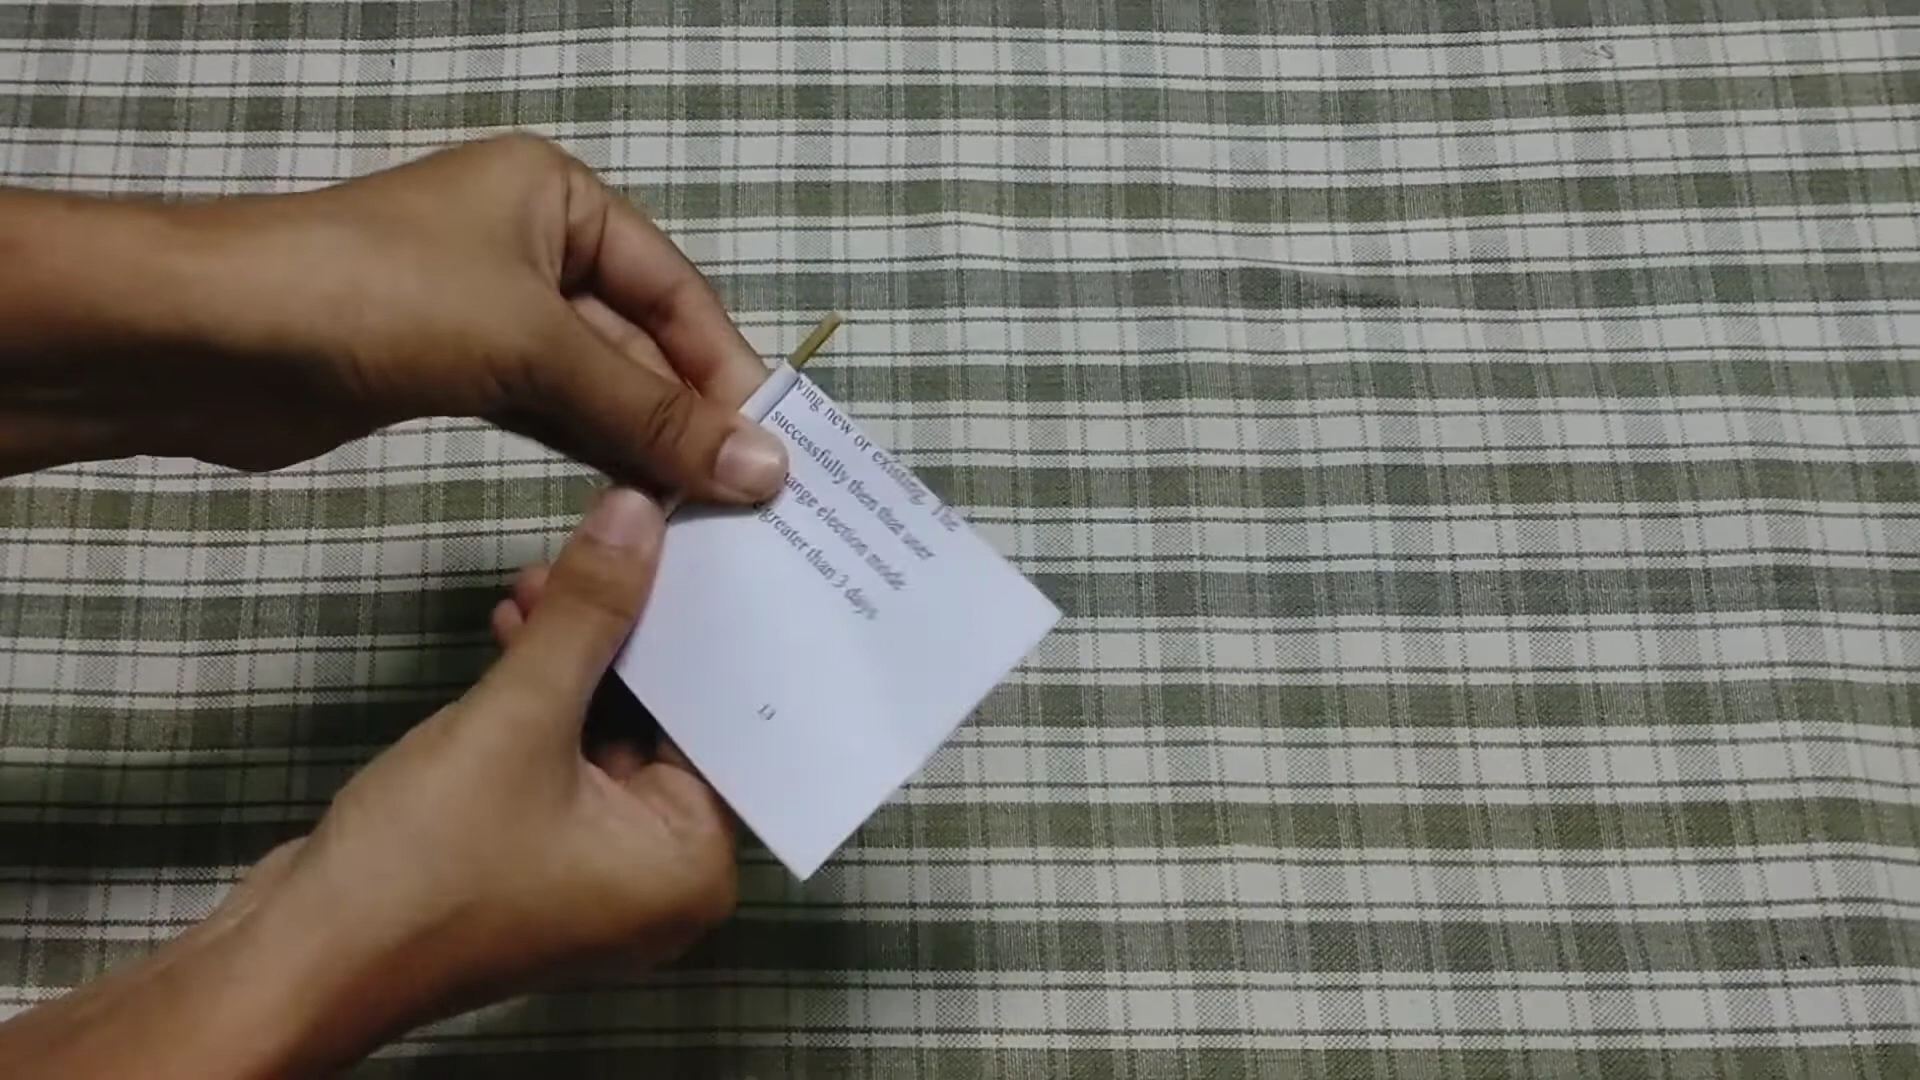 ving new or existing. The
successfully then that user
ange election mode.
greater than 3 days.
13